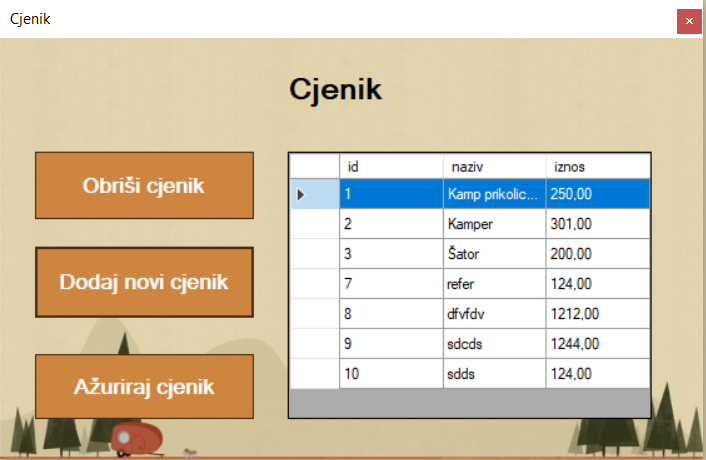 Cjenik
Cjenik
Obriši cjenik
Dodaj novi cjenik
Ažuriraj cjenik
id naziv iznos
1 Kamp prikolic... 250,00
2 Kamper 301,00
3 Šator 200,00
7 refer 124,00
8 dfvfdv 1212,00
9 sdcds 1244,00
10 sdds 124,00